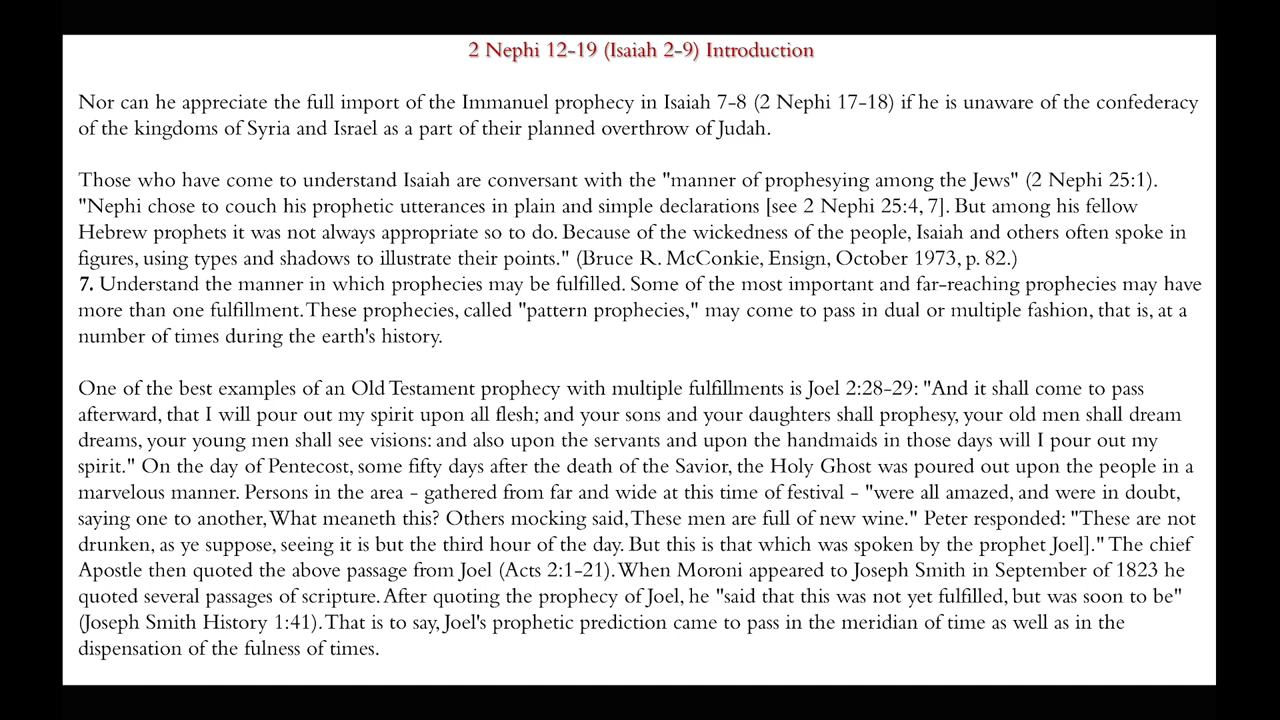 2 Nephi 12-19 (Isaiah 2-9) Introduction
Nor can he appreciate the full import of the Immanuel prophecy in Isaiah 7-8 (2 Nephi 17-18) if he is unaware of the confederacy
of the kingdoms of Syria and Israel as a part of their planned overthrow of Judah.
Those who have come to understand Isaiah are conversant with the "manner of prophesying among the Jews" (2 Nephi 25:1).
"Nephi chose to couch his prophetic utterances in plain and simple declarations [see 2 Nephi 25:4, 7]. But among his fellow
Hebrew prophets it was not always appropriate so to do. Because of the wickedness of the people, Isaiah and others often spoke in
figures, using types and shadows to illustrate their points." (Bruce R. McConkie, Ensign, October 1973, p. 82.)
7. Understand the manner in which prophecies may be fulfilled. Some of the most important and far-reaching prophecies may have
more than one fulfillment. These prophecies, called "pattern prophecies," may come to pass in dual or multiple fashion, that is, at a
number of times during the earth's history.
One of the best examples of an Old Testament prophecy with multiple fulfillments is Joel 2:28-29: "And it shall come to pass
afterward, that I will pour out my spirit upon all flesh; and your sons and your daughters shall prophesy, your old men shall dream
dreams, your young men shall see visions: and also upon the servants and upon the handmaids in those days will I pour out my
spirit." On the day of Pentecost, some fifty days after the death of the Savior, the Holy Ghost was poured out upon the people in a
marvelous manner. Persons in the area - gathered from far and wide at this time of festival - "were all amazed, and were in doubt,
saying one to another, What meaneth this? Others mocking said, These men are full of new wine." Peter responded: "These are not
drunken, as ye suppose, seeing it is but the third hour of the day. But this is that which was spoken by the prophet Joel]." The chief
Apostle then quoted the above passage from Joel (Acts 2:1-21). When Moroni appeared to Joseph Smith in September of 1823 he
quoted several passages of scripture. After quoting the prophecy of Joel, he "said that this was not yet fulfilled, but was soon to be"
(Joseph Smith History 1:41). That is to say, Joel's prophetic prediction came to pass in the meridian of time as well as in the
dispensation of the fulness of times.